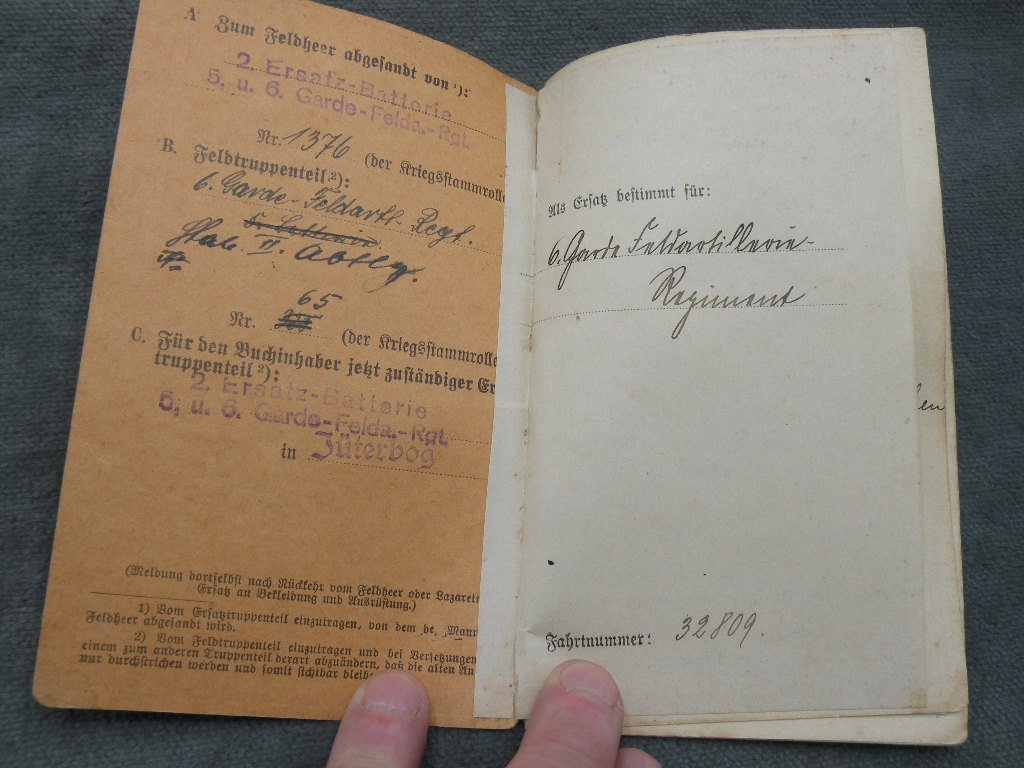 A Zum Feldheer abgesandt von ¹):
2. Ersatz-Batterie
5. u. 6. Garde-Felda.-Rgt.
Nr. 1376 (der Kriegsstammrolle
B. Feldtruppenteil ²):
6. Garde-Feldartl. Regt.
Stab. II. Abtlg.
65
Nr. (der Kriegsstammrolle
C. Für den Buchinhaber jetzt zuständiger Er
truppenteil ²):
2. Ersatz-Batterie
5. u. 6. Garde-Felda.-Rgt.
in Jüterbog
(Meldung dortselbst nach Rückkehr vom Feldheer oder Lazarett
Ersatz an Bekleidung und Ausrüstung.)
1) Vom Ersatztruppenteil einzutragen, von dem de. Mann
Feldheer abgesandt wird.
2) Vom Feldtruppenteil einzutragen und bei Versetzungen
einem zum anderen Truppenteil derart abzuändern, daß die alten An
nur durchstrichen werden und somit sichtbar bleibe
Als Ersatz bestimmt für:
6. Garde Feldartillerie-
Regiment
en
Fahrtnummer: 32809.